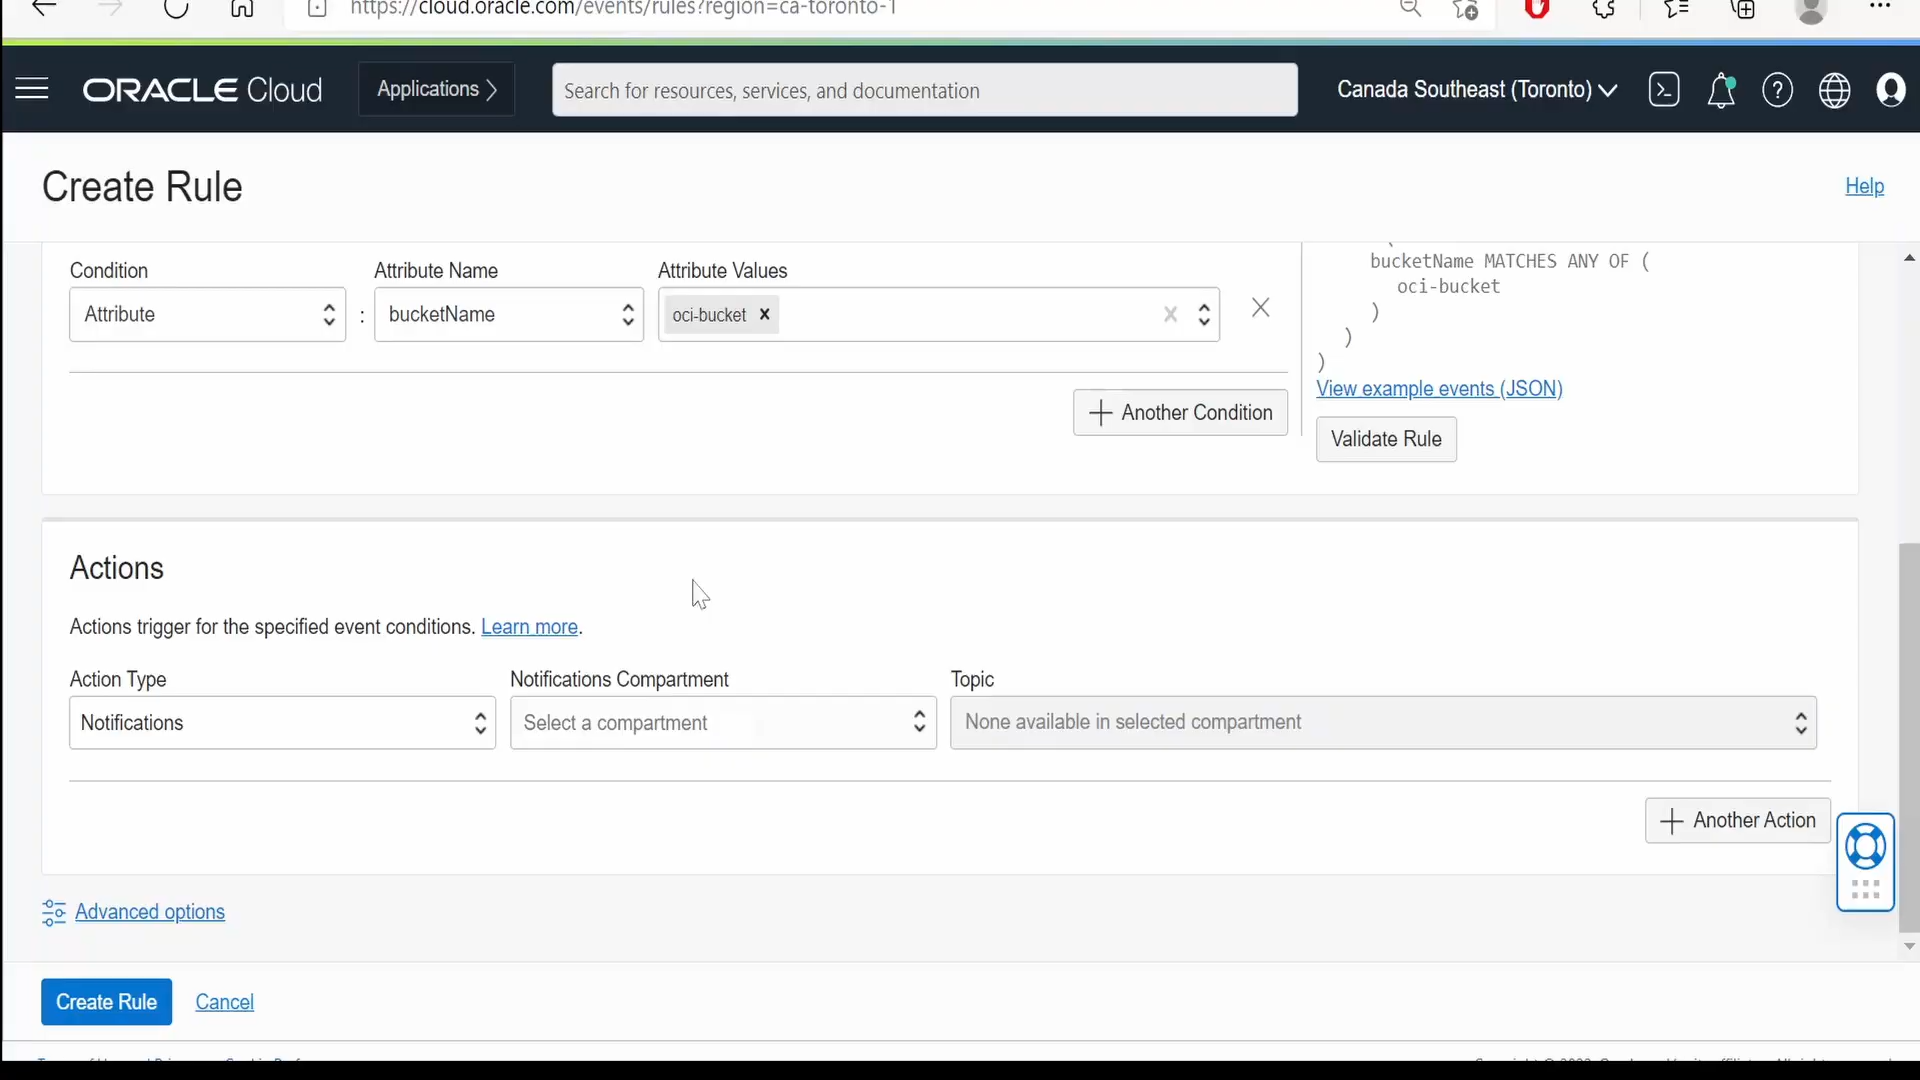 https://cloud.oracle.com/events/rules?region=ca-toronto-1
ORACLE Cloud
Applications
Search for resources, services, and documentation
Canada Southeast (Toronto)
Create Rule
Help
Condition
Attribute Name
Attribute Values
Attribute
:
bucketName
oci-bucket
bucketName MATCHES ANY OF (
oci-bucket
)
)
)
View example events (JSON)
Another Condition
Validate Rule
Actions
Actions trigger for the specified event conditions. Learn more.
Action Type
Notifications Compartment
Topic
Notifications
Select a compartment
None available in selected compartment
Another Action
Advanced options
Create Rule
Cancel